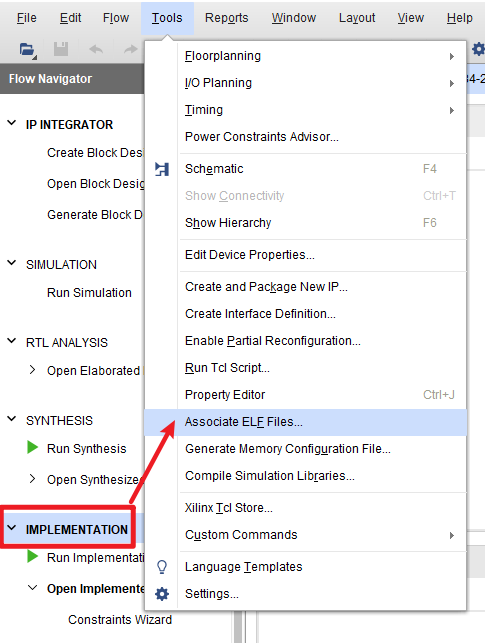 File Edit Flow Tools Reports Window Layout View Help
Flow Navigator
IP INTEGRATOR
Create Block Des
Open Block Desig
Generate Block D
SIMULATION
Run Simulation
RTL ANALYSIS
Open Elaborated
SYNTHESIS
Run Synthesis
Open Synthesize
IMPLEMENTATION
Run Implementati
Open Implemente
Constraints Wizard
Floorplanning
I/O Planning
Timing
Power Constraints Advisor...
Schematic F4
Show Connectivity Ctrl+T
Show Hierarchy F6
Edit Device Properties...
Create and Package New IP...
Create Interface Definition...
Enable Partial Reconfiguration...
Run Tcl Script...
Property Editor Ctrl+J
Associate ELF Files...
Generate Memory Configuration File...
Compile Simulation Libraries...
Xilinx Tcl Store...
Custom Commands
Language Templates
Settings...